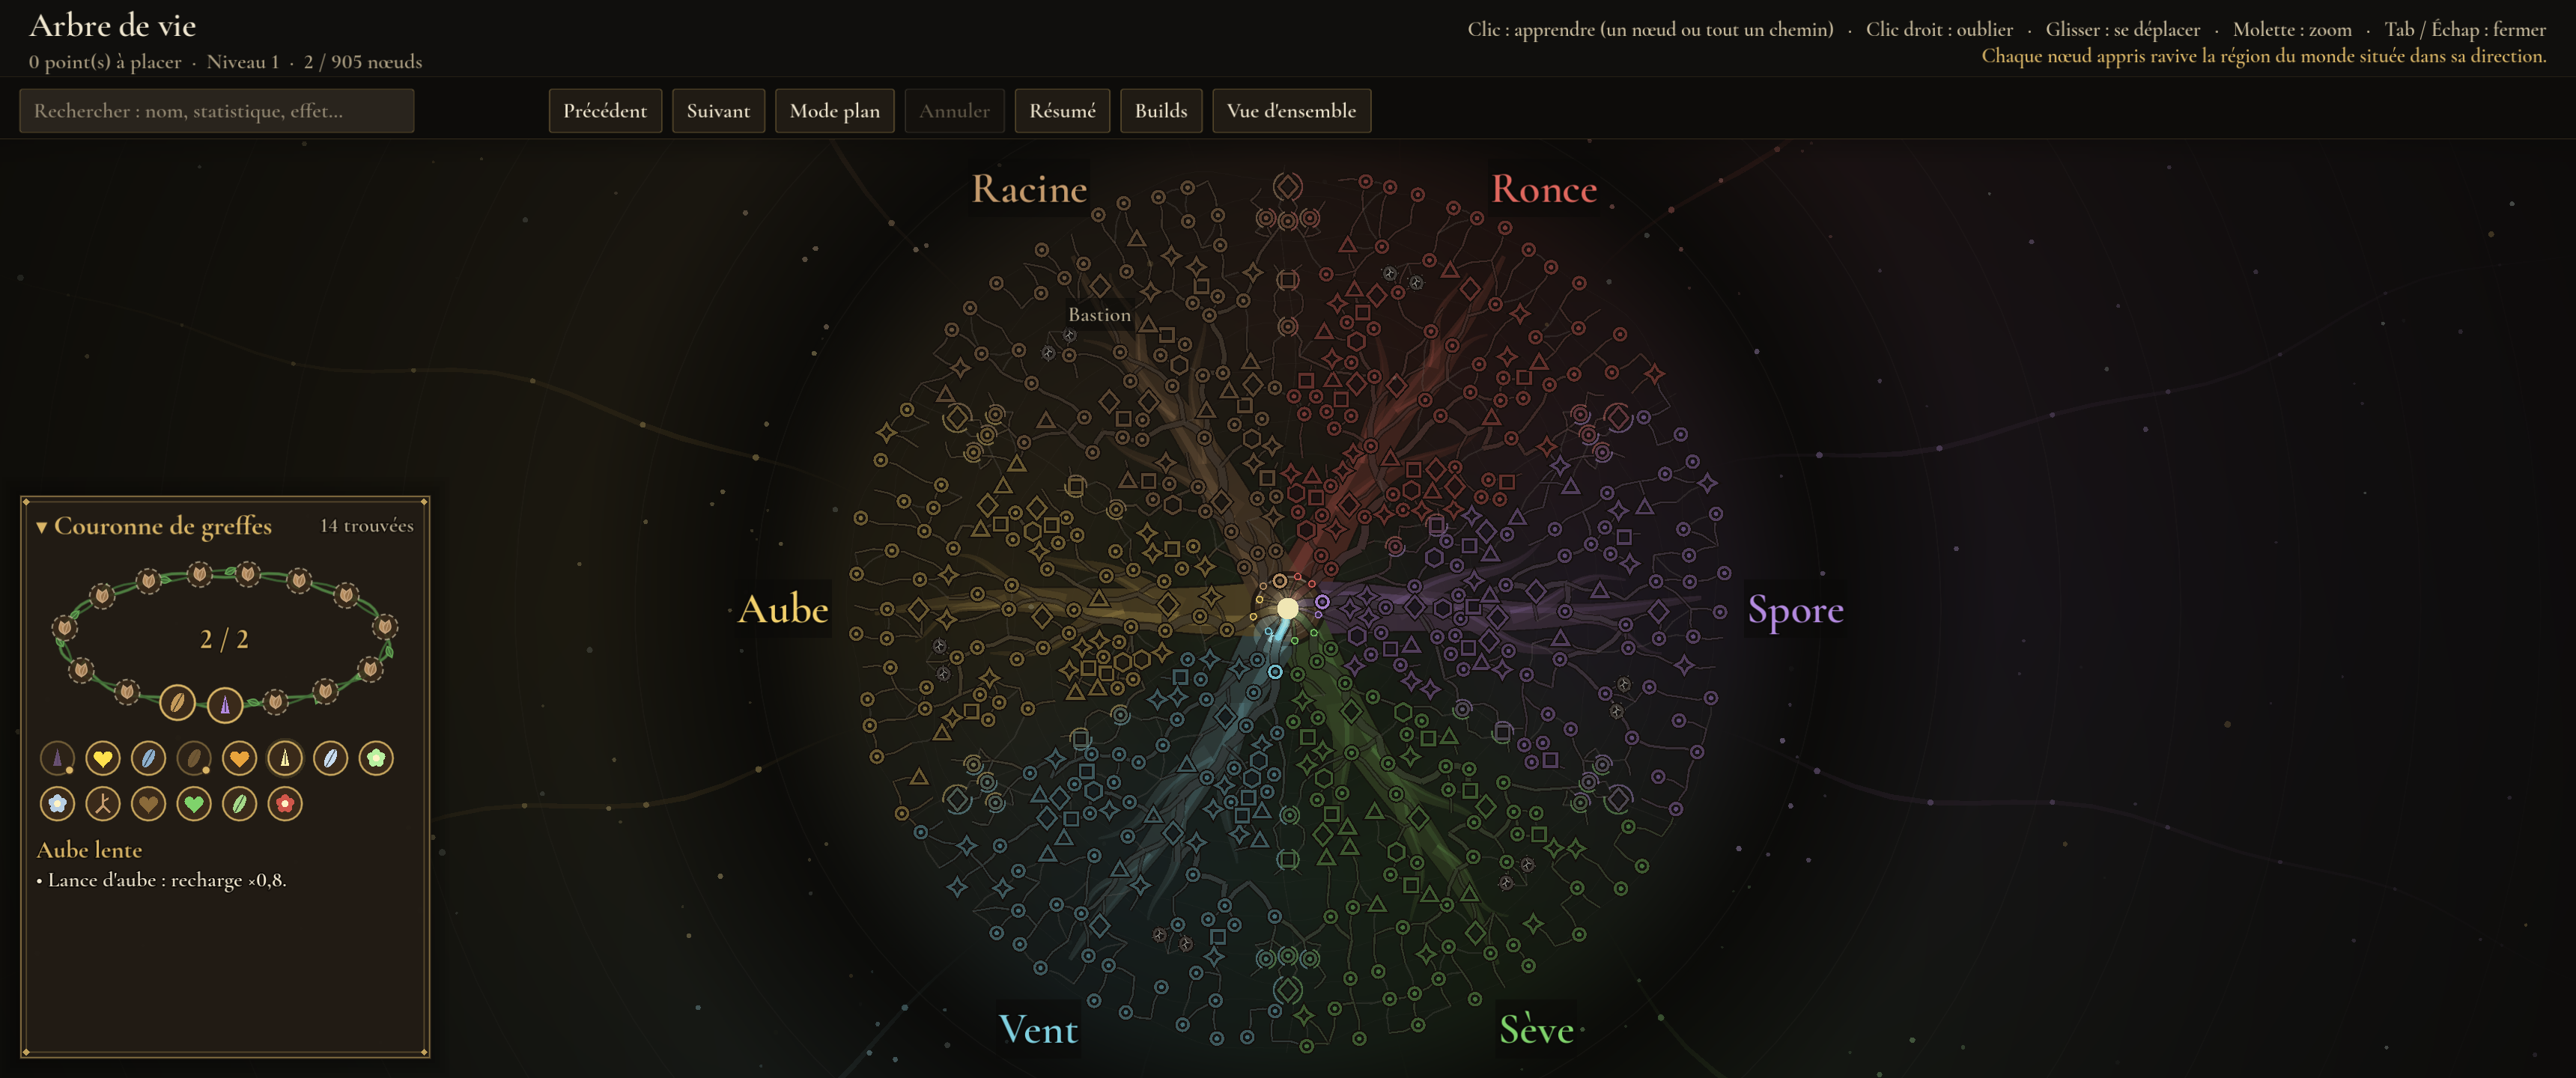 Arbre de vie
0 point(s) à placer · Niveau 1 · 2 / 905 nœuds
Clic : apprendre (un nœud ou tout un chemin) · Clic droit : oublier · Glisser : se déplacer · Molette : zoom · Tab / Échap : fermer
Chaque nœud appris ravive la région du monde située dans sa direction.
Rechercher : nom, statistique, effet...
Précédent
Suivant
Mode plan
Annuler
Résumé
Builds
Vue d'ensemble
Racine
Ronce
Bastion
Aube
Spore
Vent
Sève
▾ Couronne de greffes
14 trouvées
2 / 2
Aube lente
• Lance d'aube : recharge ×0,8.